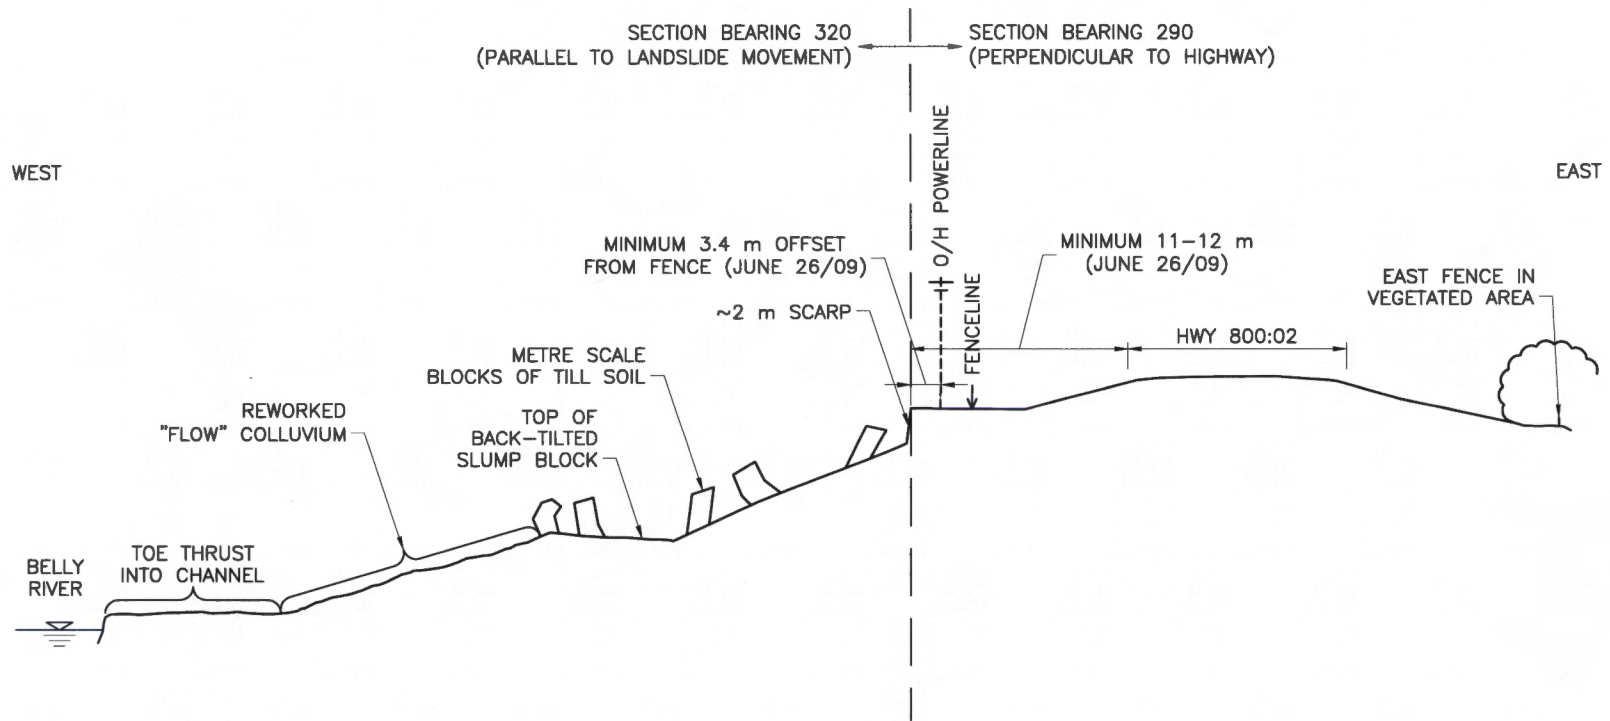 SECTION BEARING 320
(PARALLEL TO LANDSLIDE MOVEMENT)
SECTION BEARING 290
(PERPENDICULAR TO HIGHWAY)
WEST
EAST
O/H POWERLINE
MINIMUM 3.4 m OFFSET
FROM FENCE (JUNE 26/09)
MINIMUM 11-12 m
(JUNE 26/09)
~2 m SCARP
FENCELINE
EAST FENCE IN
VEGETATED AREA
HWY 800:02
METRE SCALE
BLOCKS OF TILL SOIL
REWORKED
"FLOW" COLLUVIUM
TOP OF
BACK-TILTED
SLUMP BLOCK
BELLY
RIVER
TOE THRUST
INTO CHANNEL